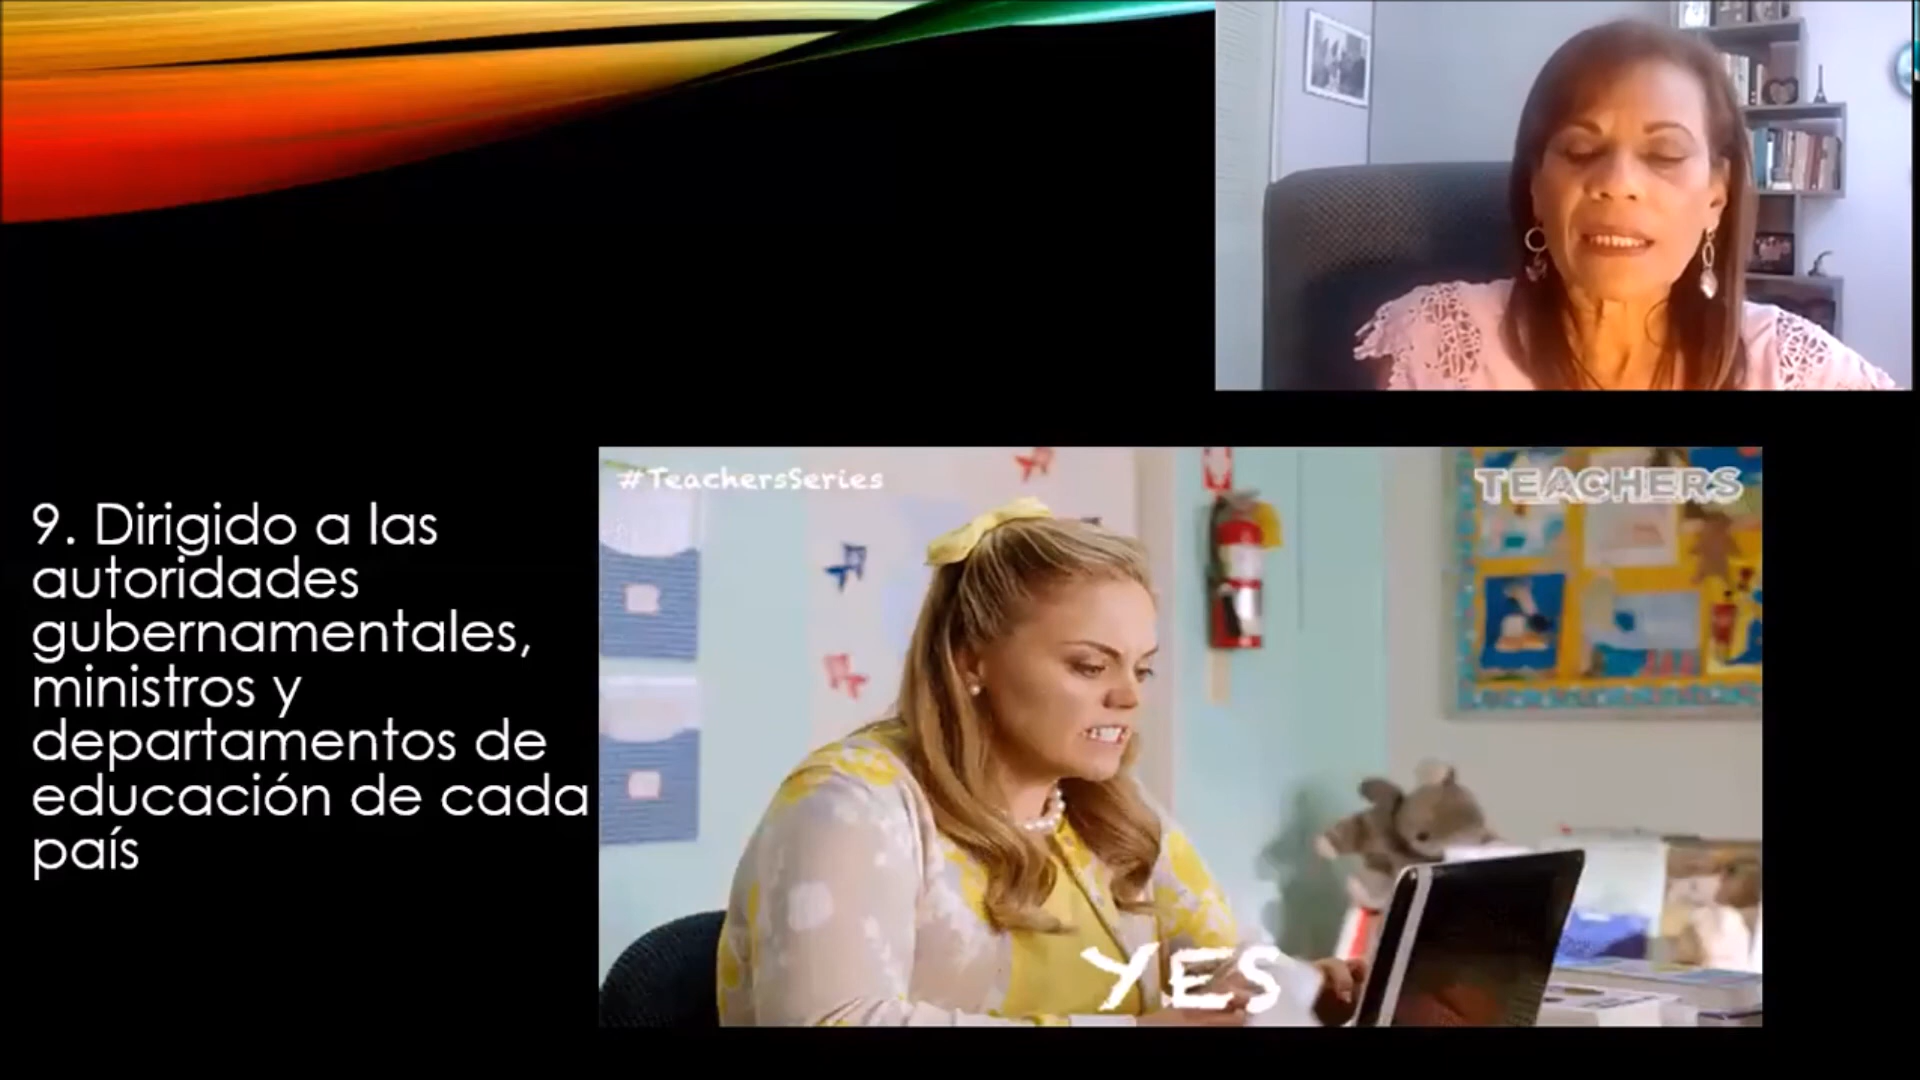 9. Dirigido a las
autoridades
gubernamentales,
ministros y
departamentos de
educación de cada
país
#TeachersSeries
TEACHERS
YES